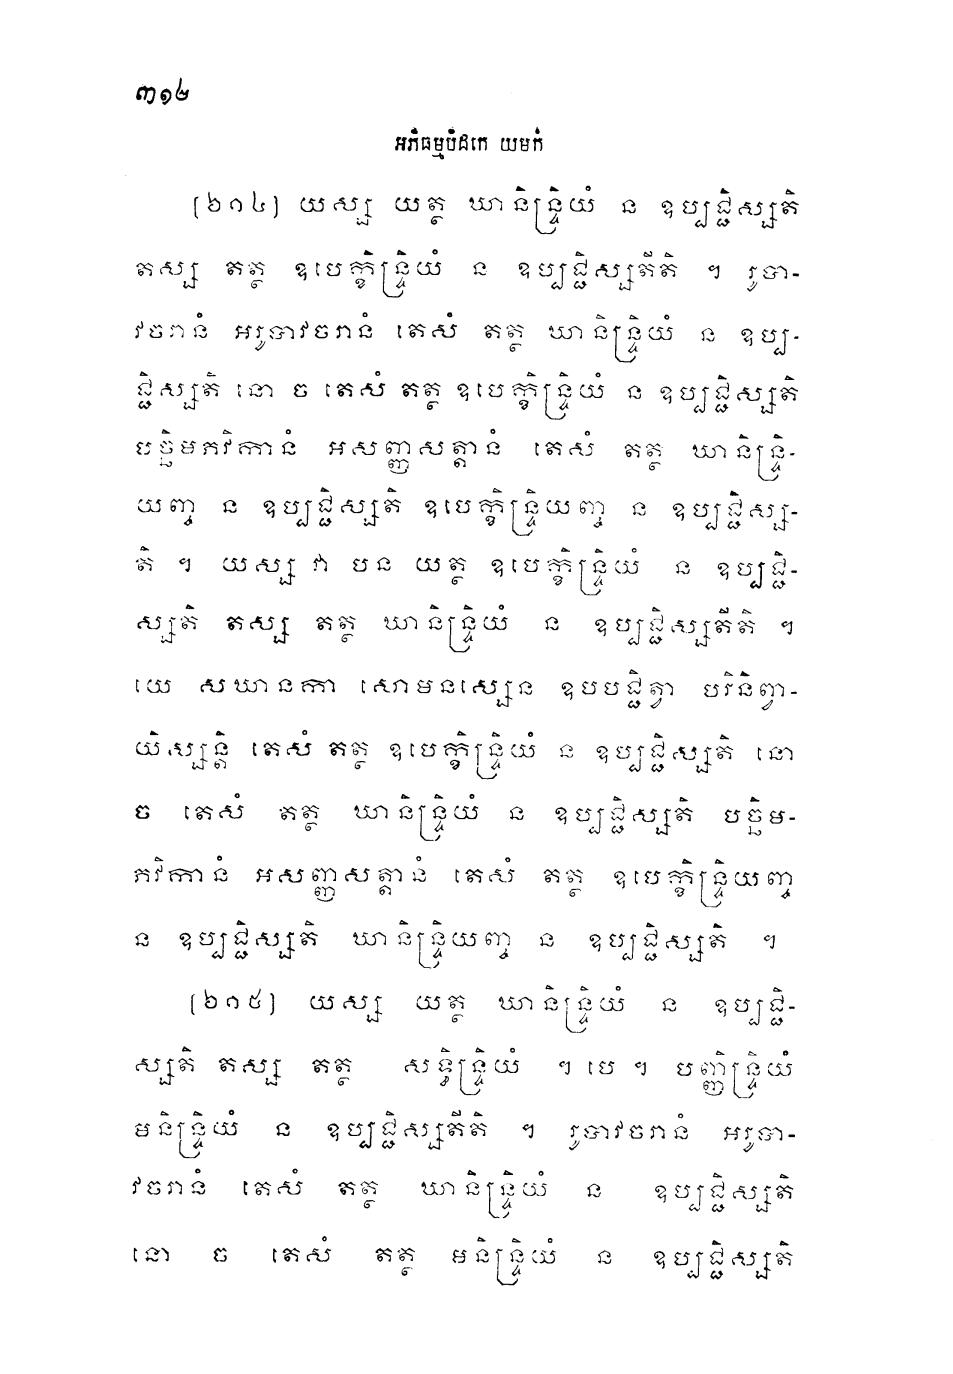 ៣១២
អភិធម្មបិដកេ យមកំ
(២១៤) យស្ស យត្ថ ឃានិន្ទ្រិយំ ន ឧប្បជ្ជិស្សតិ
តស្ស តត្ថ ឧបេក្ខិន្ទ្រិយំ ន ឧប្បជ្ជិស្សតីតិ ។ រូបា-
វចរានំ អរូបាវចរានំ តេសំ តត្ថ ឃានិន្ទ្រិយំ ន ឧប្ប-
ជ្ជិស្សតិ នោ ច តេសំ តត្ថ ឧបេក្ខិន្ទ្រិយំ ន ឧប្បជ្ជិស្សតិ
បច្ឆិមភវិកានំ អសញ្ញសត្តានំ តេសំ តត្ថ ឃានិន្ទ្រិ-
យញ្ច ន ឧប្បជ្ជិស្សតិ ឧបេក្ខិន្ទ្រិយញ្ច ន ឧប្បជ្ជិស្ស-
តិ ។ យស្ស វា បន យត្ថ ឧបេក្ខិន្ទ្រិយំ ន ឧប្បជ្ជិ-
ស្សតិ តស្ស តត្ថ ឃានិន្ទ្រិយំ ន ឧប្បជ្ជិស្សតីតិ ។
យេ សឃានកា សោមនស្សេន ឧបបជ្ជិត្វា បរិនិព្វា-
យិស្សន្តិ តេសំ តត្ថ ឧបេក្ខិន្ទ្រិយំ ន ឧប្បជ្ជិស្សតិ នោ
ច តេសំ តត្ថ ឃានិន្ទ្រិយំ ន ឧប្បជ្ជិស្សតិ បច្ឆិម-
ភវិកានំ អសញ្ញសត្តានំ តេសំ តត្ថ ឧបេក្ខិន្ទ្រិយញ្ច
ន ឧប្បជ្ជិស្សតិ ឃានិន្ទ្រិយញ្ច ន ឧប្បជ្ជិស្សតិ ។
(២១៥) យស្ស យត្ថ ឃានិន្ទ្រិយំ ន ឧប្បជ្ជិ-
ស្សតិ តស្ស តត្ថ សទ្ធិន្ទ្រិយំ ។ បេ ។ បញ្ញិន្ទ្រិយំ
មនិន្ទ្រិយំ ន ឧប្បជ្ជិស្សតីតិ ។ រូបាវចរានំ អរូបា-
វចរានំ តេសំ តត្ថ ឃានិន្ទ្រិយំ ន ឧប្បជ្ជិស្សតិ
នោ ច តេសំ តត្ថ មនិន្ទ្រិយំ ន ឧប្បជ្ជិស្សតិ